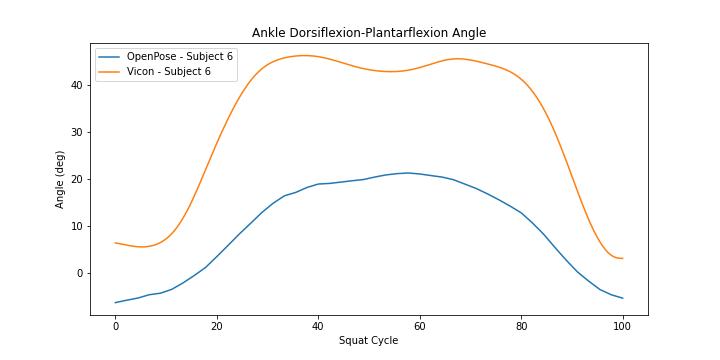 Ankle Dorsiflexion-Plantarflexion Angle
OpenPose - Subject 6
Vicon - Subject 6
Angle (deg)
40
30
20
10
0
0 20 40 60 80 100
Squat Cycle